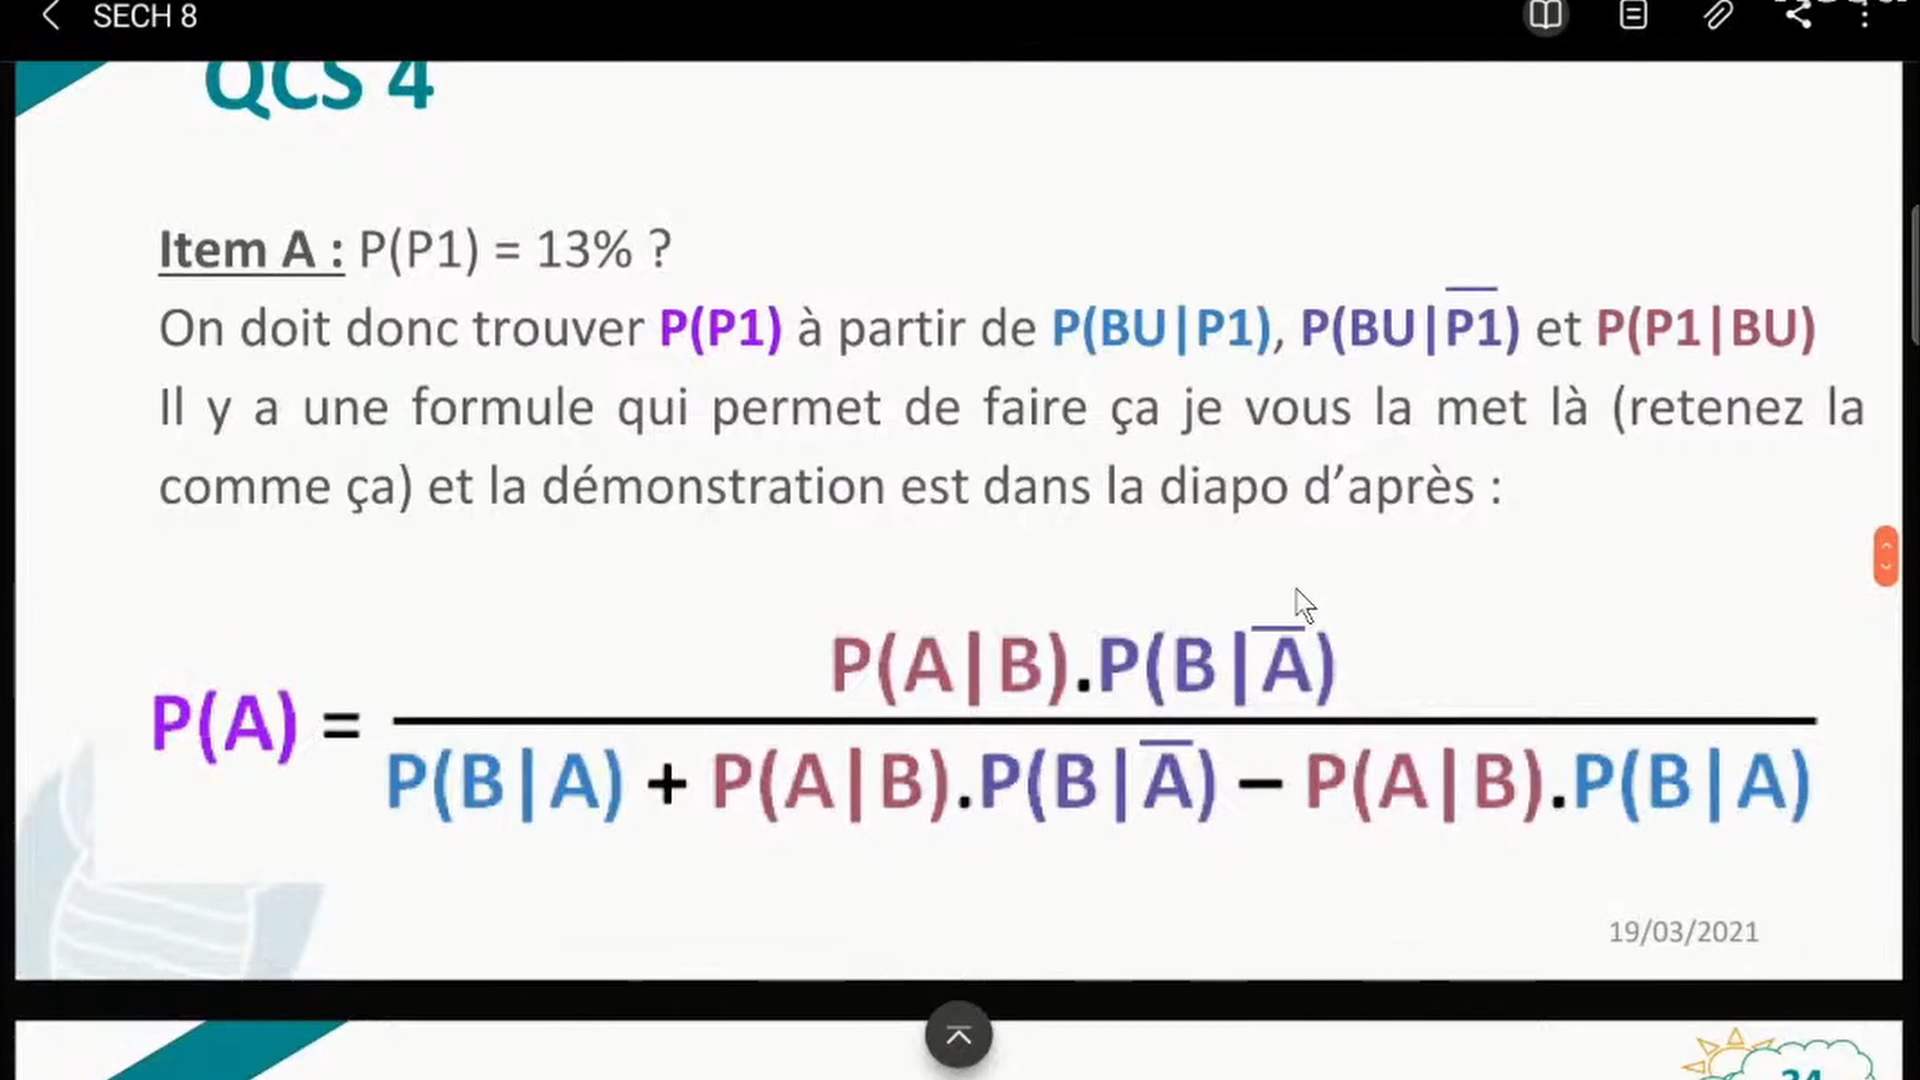 SECH 8
QCS 4
Item A : P(P1) = 13% ?
On doit donc trouver P(P1) à partir de P(BU|P1), P(BU|P̅1̅) et P(P1|BU)
Il y a une formule qui permet de faire ça je vous la met là (retenez la
comme ça) et la démonstration est dans la diapo d’après :
P(A|B).P(B|A̅)
P(A) =
P(B|A) + P(A|B).P(B|A̅) – P(A|B).P(B|A)
19/03/2021